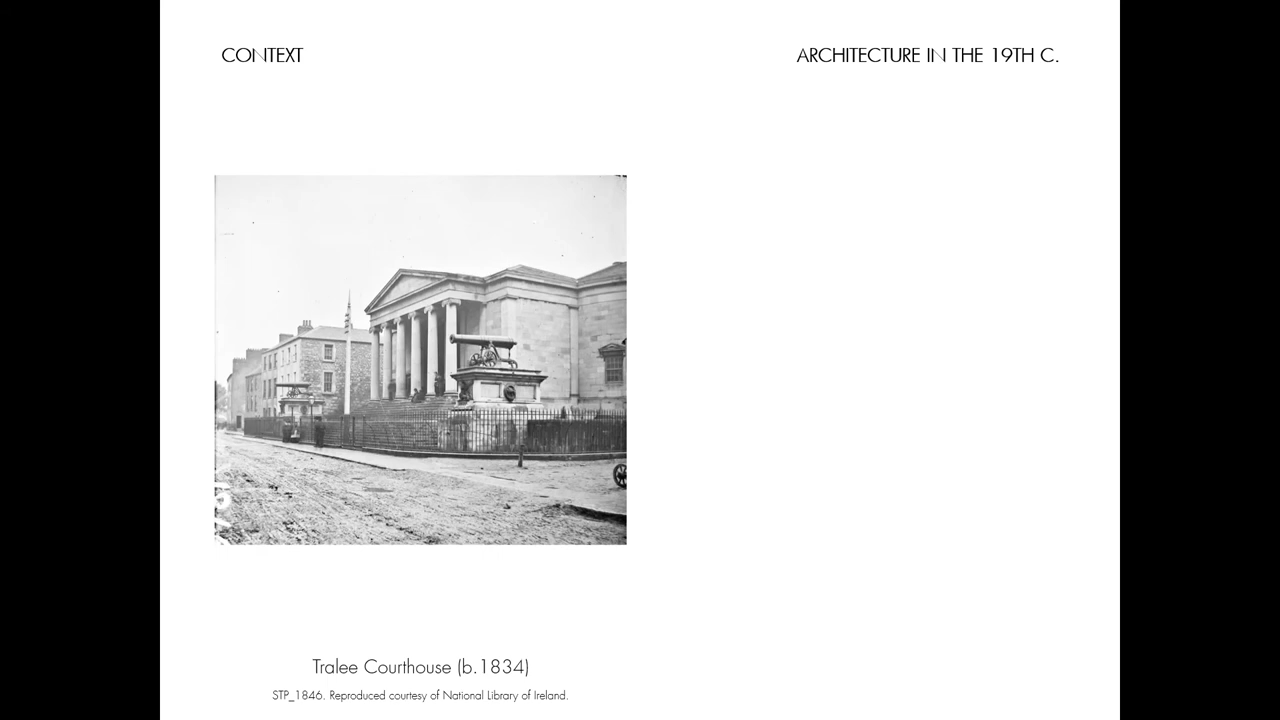 CONTEXT
ARCHITECTURE IN THE 19TH C.
Tralee Courthouse (b.1834)
STP_1846. Reproduced courtesy of National Library of Ireland.